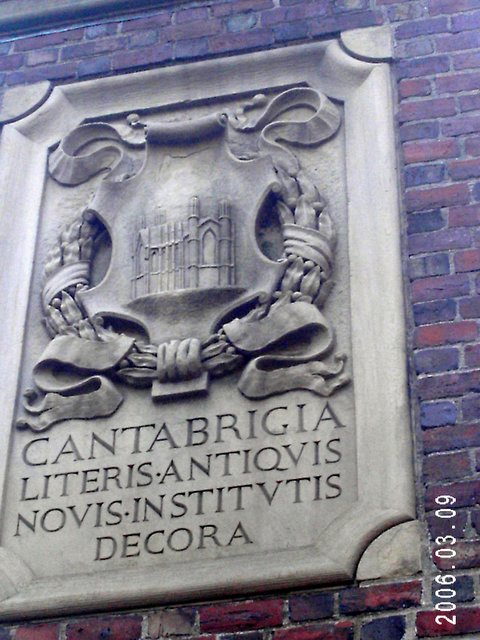 CANTABRIGIA
LITERIS·ANTIQVIS
NOVIS·INSTITVTIS
DECORA
2006.03.09